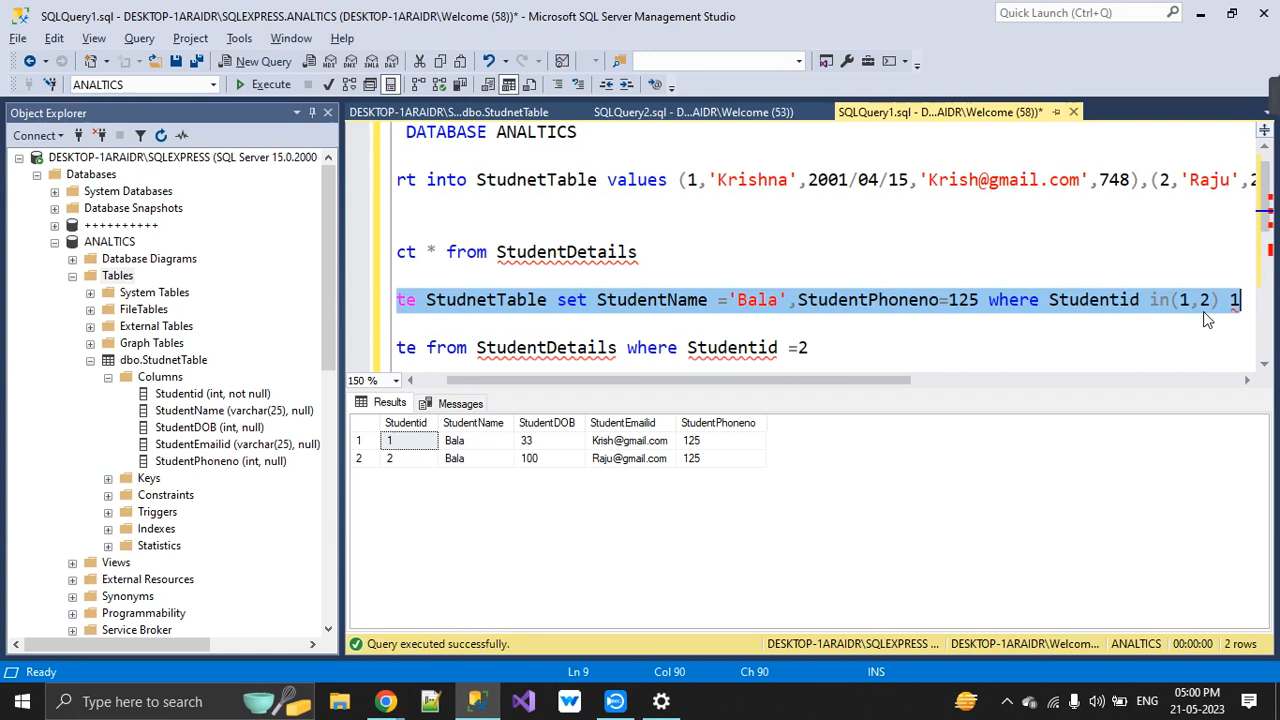 SQLQuery1.sql - DESKTOP-1ARAIDR\SQLEXPRESS.ANALTICS (DESKTOP-1ARAIDR\Welcome (58))* - Microsoft SQL Server Management Studio
Quick Launch (Ctrl+Q)
File Edit View Query Project Tools Window Help
New Query
MDX DMX XMLA DAX
ANALTICS
Execute
Object Explorer
DESKTOP-1ARAIDR\S...dbo.StudnetTable
SQLQuery2.sql - D...AIDR\Welcome (53))
SQLQuery1.sql - D...AIDR\Welcome (58))*
Connect
DESKTOP-1ARAIDR\SQLEXPRESS (SQL Server 15.0.2000
Databases
System Databases
Database Snapshots
++++++++++
ANALTICS
Database Diagrams
Tables
System Tables
FileTables
External Tables
Graph Tables
dbo.StudnetTable
Columns
Studentid (int, not null)
StudentName (varchar(25), null)
StudentDOB (int, null)
StudentEmailid (varchar(25), null)
StudentPhoneno (int, null)
Keys
Constraints
Triggers
Indexes
Statistics
Views
External Resources
Synonyms
Programmability
Service Broker
DATABASE ANALTICS
rt into StudnetTable values (1,'Krishna',2001/04/15,'Krish@gmail.com',748),(2,'Raju',2
ct * from StudentDetails
te StudnetTable set StudentName ='Bala',StudentPhoneno=125 where Studentid in(1,2) 1
te from StudentDetails where Studentid =2
150 %
Results Messages
Studentid StudentName StudentDOB StudentEmailid StudentPhoneno
1 1 Bala 33 Krish@gmail.com 125
2 2 Bala 100 Raju@gmail.com 125
Query executed successfully.
DESKTOP-1ARAIDR\SQLEXPRESS ... DESKTOP-1ARAIDR\Welcom... ANALTICS 00:00:00 2 rows
Ready
Ln 9
Col 90
Ch 90
INS
Type here to search
ENG
05:00 PM
21-05-2023